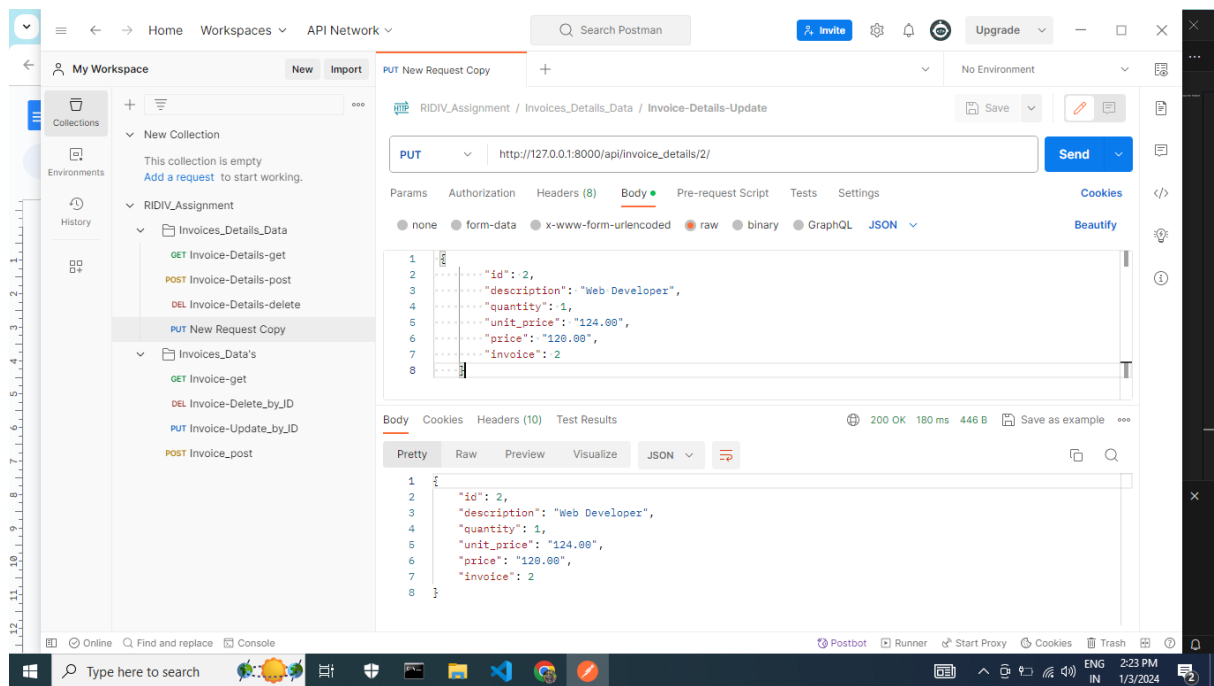 Home Workspaces API Network Search Postman Invite Upgrade
My Workspace New Import PUT New Request Copy No Environment
Collections
Environments
History
New Collection
This collection is empty
Add a request to start working.
RIDIV_Assignment
Invoices_Details_Data
GET Invoice-Details-get
POST Invoice-Details-post
DEL Invoice-Details-delete
PUT New Request Copy
Invoices_Data's
GET Invoice-get
DEL Invoice-Delete_by_ID
PUT Invoice-Update_by_ID
POST Invoice_post
HTTP RIDIV_Assignment / Invoices_Details_Data / Invoice-Details-Update Save
PUT http://127.0.0.1:8000/api/invoice_details/2/ Send
Params Authorization Headers (8) Body Pre-request Script Tests Settings Cookies
none form-data x-www-form-urlencoded raw binary GraphQL JSON Beautify
1 {
2 "id": 2,
3 "description": "Web Developer",
4 "quantity": 1,
5 "unit_price": "124.00",
6 "price": "120.00",
7 "invoice": 2
8 }
Body Cookies Headers (10) Test Results 200 OK 180 ms 446 B Save as example
Pretty Raw Preview Visualize JSON
1 {
2 "id": 2,
3 "description": "Web Developer",
4 "quantity": 1,
5 "unit_price": "124.00",
6 "price": "120.00",
7 "invoice": 2
8 }
Online Find and replace Console Postbot Runner Start Proxy Cookies Trash
Type here to search ENG 2:23 PM
IN 1/3/2024 2